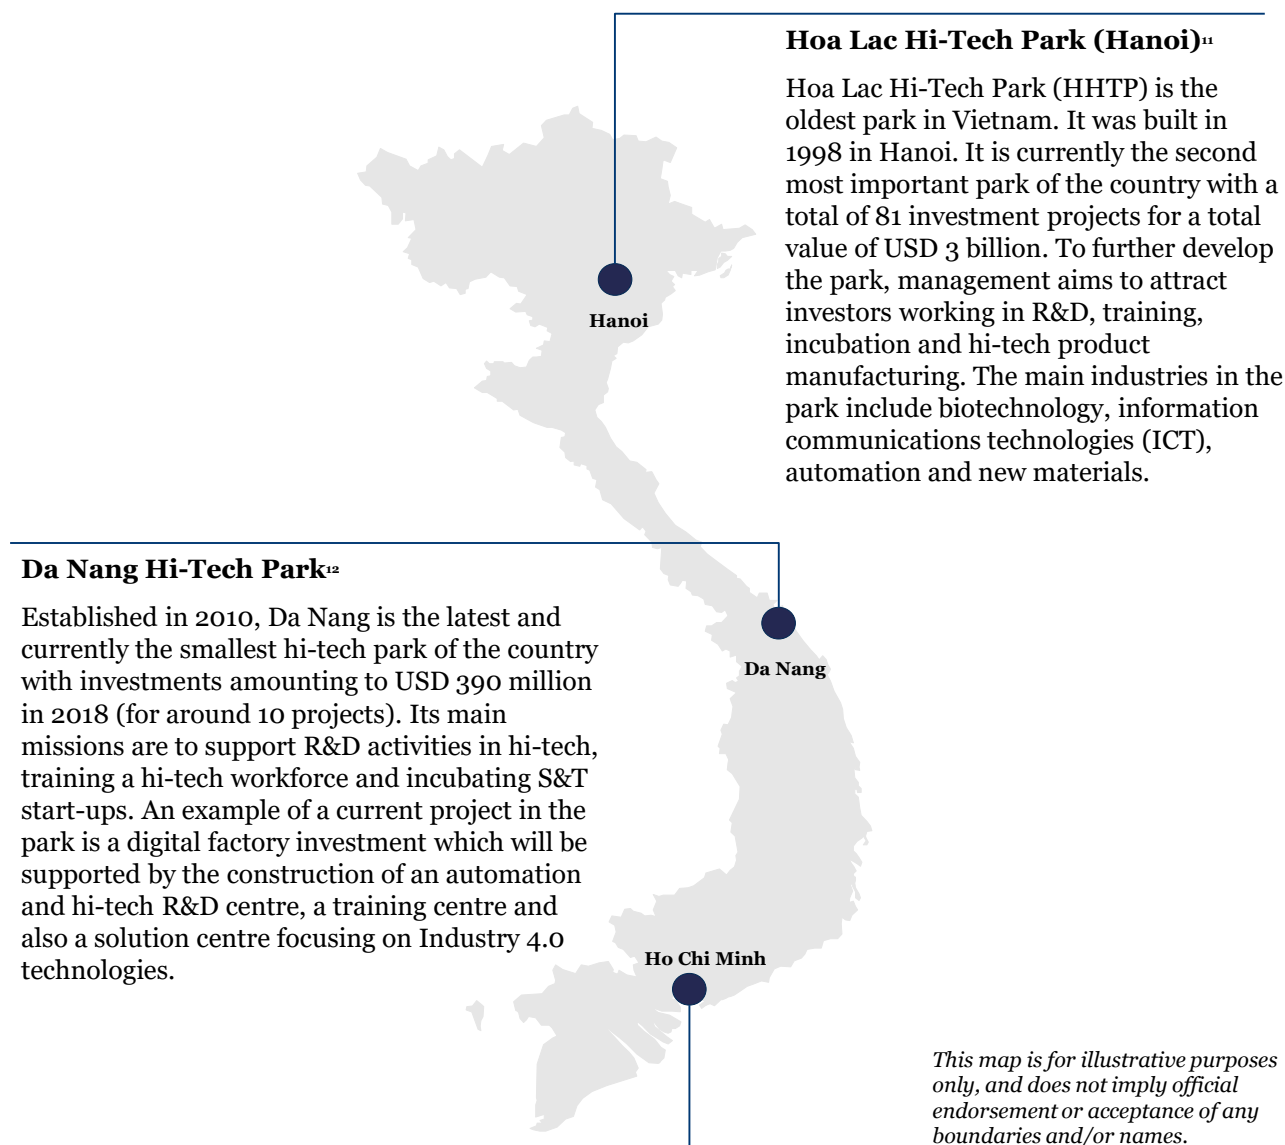 Hoa Lac Hi-Tech Park (Hanoi)¹¹
Hoa Lac Hi-Tech Park (HHTP) is the
oldest park in Vietnam. It was built in
1998 in Hanoi. It is currently the second
most important park of the country with a
total of 81 investment projects for a total
value of USD 3 billion. To further develop
the park, management aims to attract
investors working in R&D, training,
incubation and hi-tech product
manufacturing. The main industries in the
park include biotechnology, information
communications technologies (ICT),
automation and new materials.
Hanoi
Da Nang Hi-Tech Park¹²
Established in 2010, Da Nang is the latest and
currently the smallest hi-tech park of the country
with investments amounting to USD 390 million
in 2018 (for around 10 projects). Its main
missions are to support R&D activities in hi-tech,
training a hi-tech workforce and incubating S&T
start-ups. An example of a current project in the
park is a digital factory investment which will be
supported by the construction of an automation
and hi-tech R&D centre, a training centre and
also a solution centre focusing on Industry 4.0
technologies.
Da Nang
Ho Chi Minh
This map is for illustrative purposes
only, and does not imply official
endorsement or acceptance of any
boundaries and/or names.